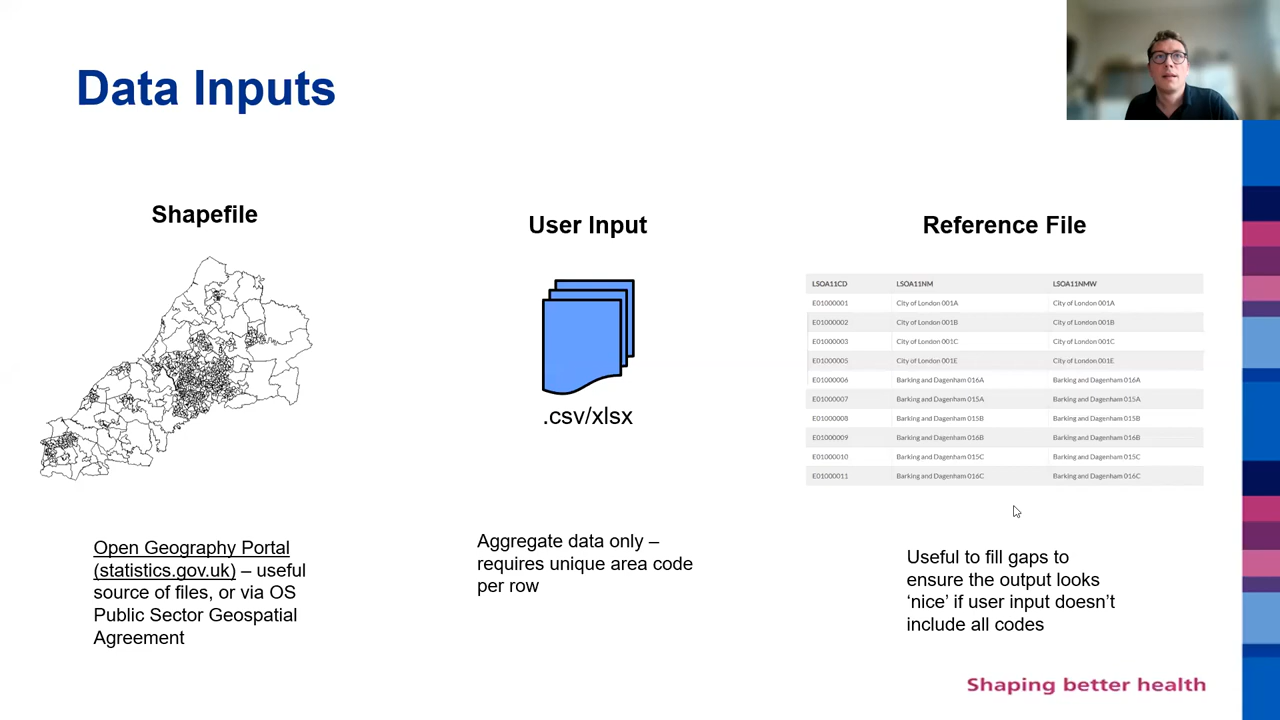 Data Inputs
Shapefile
Open Geography Portal
(statistics.gov.uk) – useful
source of files, or via OS
Public Sector Geospatial
Agreement
User Input
.csv/xlsx
Aggregate data only –
requires unique area code
per row
Reference File
LSOA11CD LSOA11NM LSOA11NMW
E01000001 City of London 001A City of London 001A
E01000002 City of London 001B City of London 001B
E01000003 City of London 001C City of London 001C
E01000005 City of London 001E City of London 001E
E01000006 Barking and Dagenham 016A Barking and Dagenham 016A
E01000007 Barking and Dagenham 015A Barking and Dagenham 015A
E01000008 Barking and Dagenham 015B Barking and Dagenham 015B
E01000009 Barking and Dagenham 016B Barking and Dagenham 016B
E01000010 Barking and Dagenham 015C Barking and Dagenham 015C
E01000011 Barking and Dagenham 016C Barking and Dagenham 016C
Useful to fill gaps to
ensure the output looks
‘nice’ if user input doesn’t
include all codes
Shaping better health